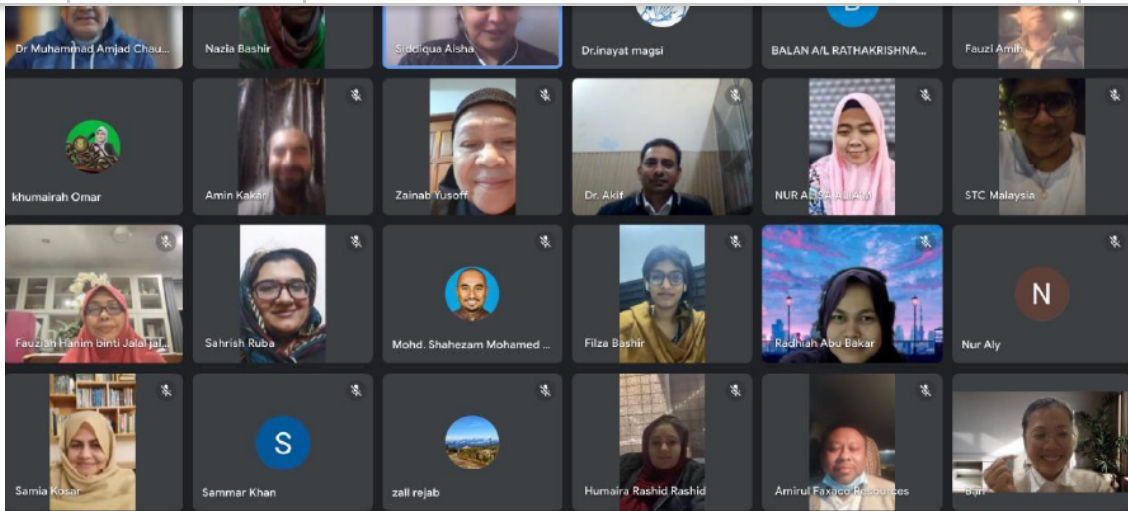 Dr Muhammad Amjad Chau...
Nazia Bashir
Siddiqua Aisha
Dr.inayat magsi
BALAN A/L RATHAKRISHNA...
Fauzi Amin
khumairah Omar
Amin Kakar
Zainab Yusoff
Dr. Akif
NUR
STC Malaysia
Fauziah Hanim binti Jalal jal...
Sahrish Ruba
Mohd. Shahezam Mohamed ...
Filza Bashir
Radhiah Abu Bakar
N
Nur Aly
Samia Kosar
S
Sammar Khan
zall rejab
Humaira Rashid Rashid
Amirul Faxaco Resources